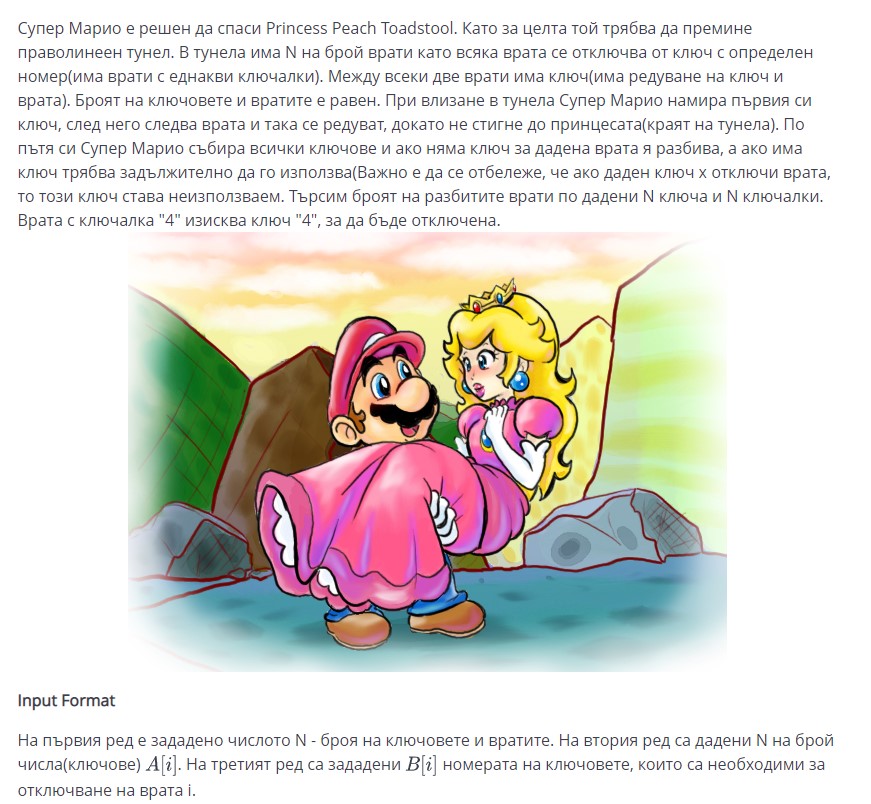 Супер Марио е решен да спаси Princess Peach Toadstool. Като за целта той трябва да премине
праволинеен тунел. В тунела има N на брой врати като всяка врата се отключва от ключ с определен
номер(има врати с еднакви ключалки). Между всеки две врати има ключ(има редуване на ключ и
врата). Броят на ключовете и вратите е равен. При влизане в тунела Супер Марио намира първия си
ключ, след него следва врата и така се редуват, докато не стигне до принцесата(краят на тунела). По
пътя си Супер Марио събира всички ключове и ако няма ключ за дадена врата я разбива, а ако има
ключ трябва задължително да го използва(Важно е да се отбележе, че ако даден ключ x отключи врата,
то този ключ става неизползваем. Търсим броят на разбитите врати по дадени N ключа и N ключалки.
Врата с ключалка "4" изисква ключ "4", за да бъде отключена.
Input Format
На първия ред е зададено числото N - броя на ключовете и вратите. На втория ред са дадени N на брой
числа(ключове) A[i]. На третият ред са зададени B[i] номерата на ключовете, които са необходими за
отключване на врата i.